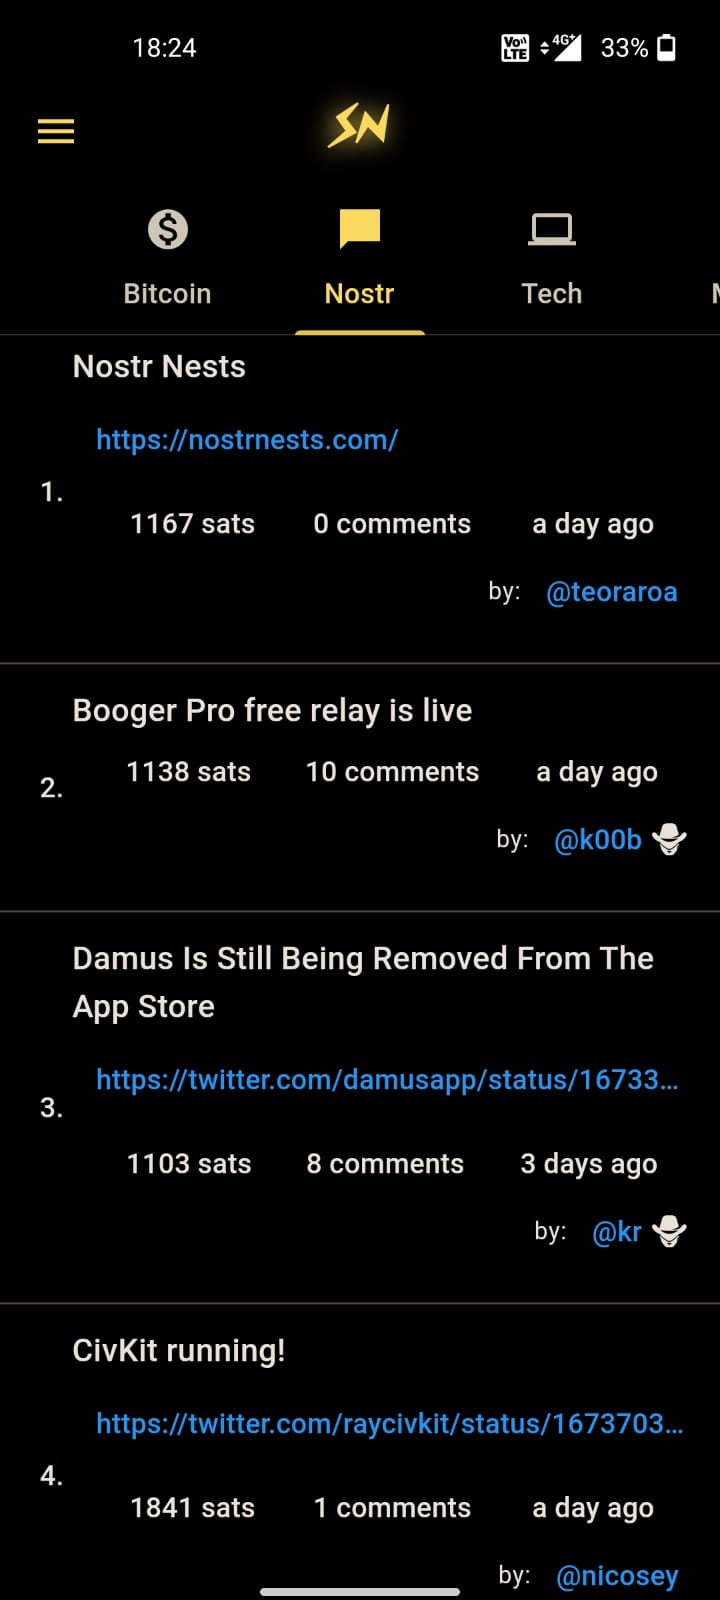 18:24
Vo LTE 4G+ 33%
SN
Bitcoin Nostr Tech
Nostr Nests
https://nostrnests.com/
1.
1167 sats 0 comments a day ago
by: @teoraroa
Booger Pro free relay is live
1138 sats 10 comments a day ago
2.
by: @k00b
Damus Is Still Being Removed From The
App Store
https://twitter.com/damusapp/status/16733...
3.
1103 sats 8 comments 3 days ago
by: @kr
CivKit running!
https://twitter.com/raycivkit/status/1673703...
4.
1841 sats 1 comments a day ago
by: @nicosey